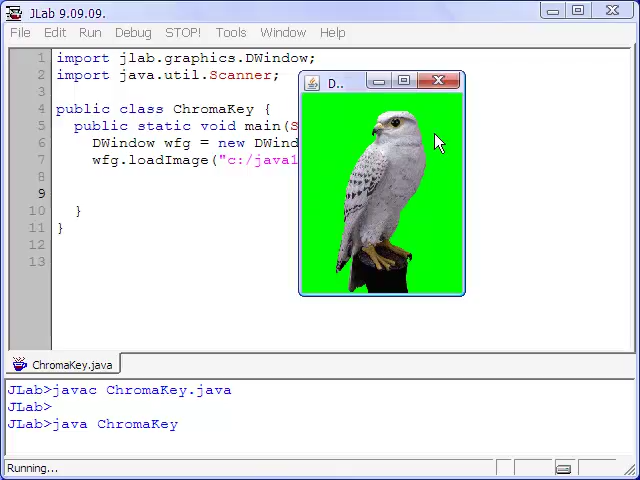 JLab 9.09.09.
File Edit Run Debug STOP! Tools Window Help
1 import jlab.graphics.DWindow;
2 import java.util.Scanner;
3
4 public class ChromaKey {
5 public static void main(S
6 DWindow wfg = new DWind
7 wfg.loadImage("c:/java1
8
9
10 }
11 }
12
13
D..
ChromaKey.java
JLab>javac ChromaKey.java
JLab>
JLab>java ChromaKey
Running...